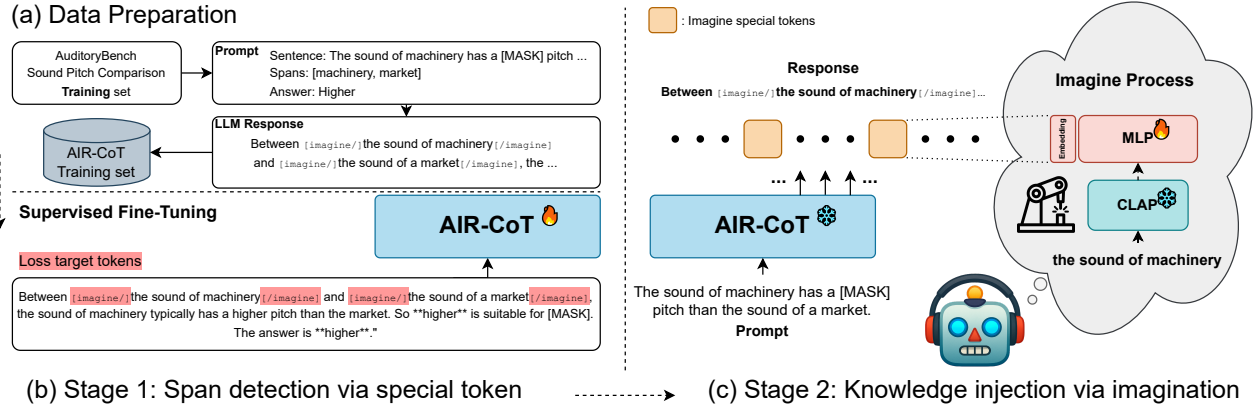 (a) Data Preparation
AuditoryBench
Sound Pitch Comparison
Training set
Prompt
Sentence: The sound of machinery has a [MASK] pitch ...
Spans: [machinery, market]
Answer: Higher
LLM Response
Between [imagine/]the sound of machinery[/imagine]
and [imagine/]the sound of a market[/imagine], the ...
AIR-CoT
Training set
Supervised Fine-Tuning
AIR-CoT
Loss target tokens
Between [imagine/]the sound of machinery[/imagine] and [imagine/]the sound of a market[/imagine],
the sound of machinery typically has a higher pitch than the market. So **higher** is suitable for [MASK].
The answer is **higher**."
(b) Stage 1: Span detection via special token
: Imagine special tokens
Response
Between [imagine/]the sound of machinery[/imagine]...
...
...
AIR-CoT
The sound of machinery has a [MASK]
pitch than the sound of a market.
Prompt
Imagine Process
Embedding
MLP
CLAP
the sound of machinery
(c) Stage 2: Knowledge injection via imagination